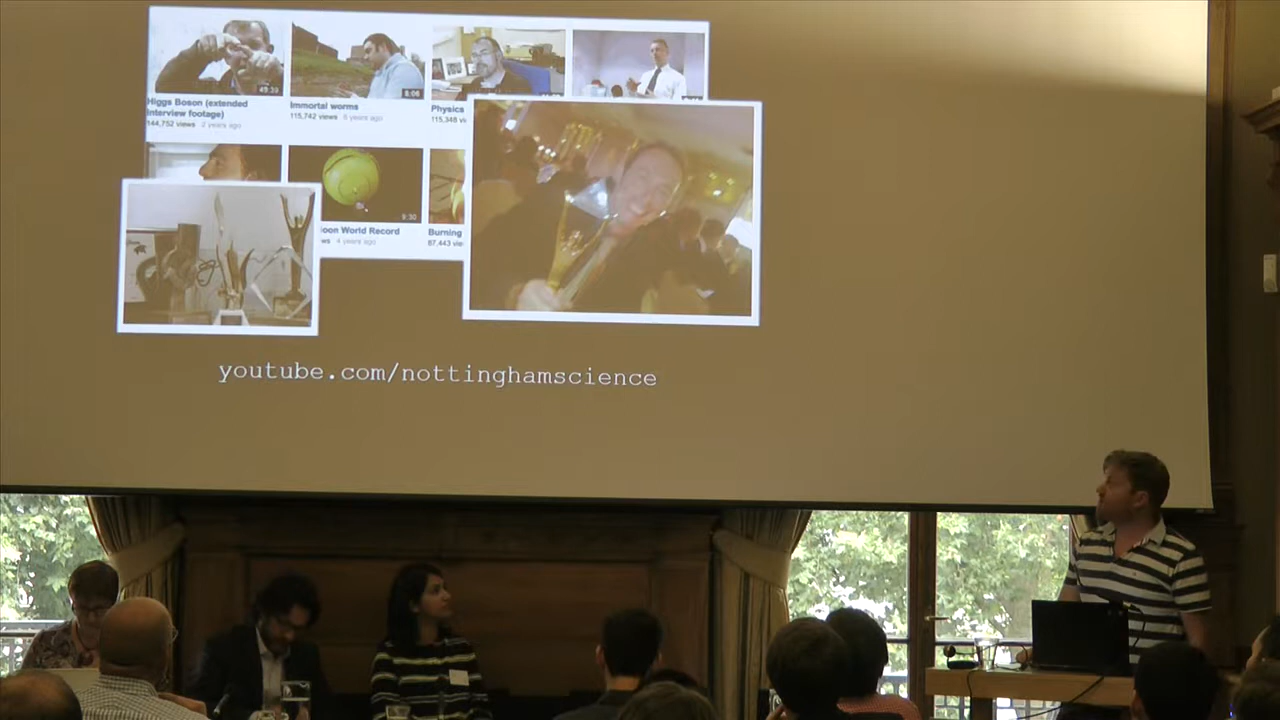 49:39
8:06
Higgs Boson (extended
interview footage)
144,752 views 2 years ago
Immortal worms
115,742 views 5 years ago
Physics
115,348 vi
9:30
oon World Record
ws 4 years ago
Burning
87,443 vie
youtube.com/nottinghamscience